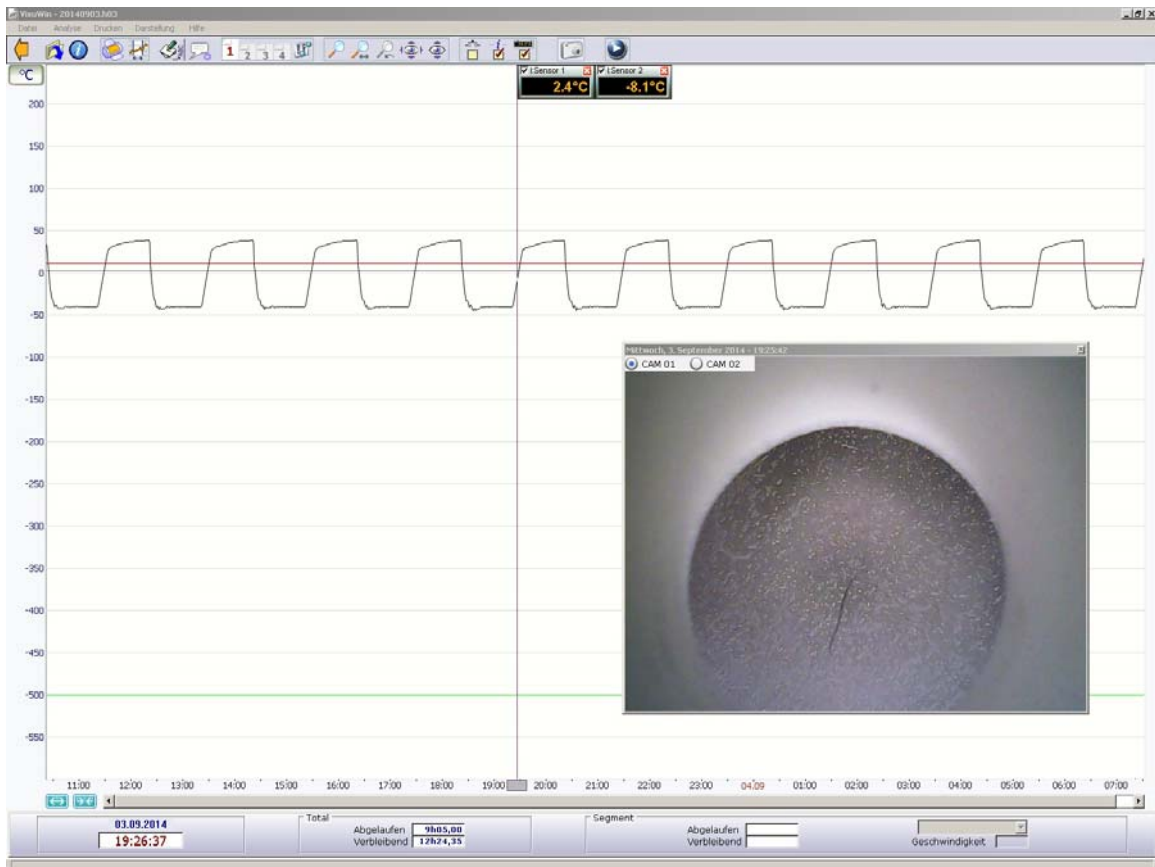 VisuWin - 20140903.h03
Datei Analyse Drucken Darstellung Hilfe
1 2 3 4
°C
Sensor 1 Sensor 2
2.4°C -8.1°C
200
150
100
50
0
-50
-100
-150
-200
-250
-300
-350
-400
-450
-500
-550
Mittwoch, 3. September 2014 - 19:25:47
CAM 01 CAM 02
11:00 12:00 13:00 14:00 15:00 16:00 17:00 18:00 19:00 20:00 21:00 22:00 23:00 04.09 01:00 02:00 03:00 04:00 05:00 06:00 07:00
03.09.2014
19:26:37
Total
Abgelaufen 9h05,00
Verbleibend 12h24,35
Segment
Abgelaufen
Verbleibend
Geschwindigkeit